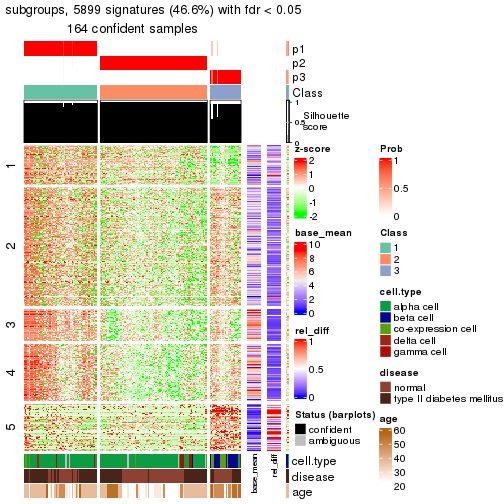 subgroups, 5899 signatures (46.6%) with fdr < 0.05
164 confident samples
p1
p2
p3
Class
1
0.5
0
Silhouette
score
1
2
3
4
5
z-score
2
1
0
-1
-2
base_mean
10
8
6
4
2
0
rel_diff
1
0.5
0
Status (barplots)
confident
ambiguous
Prob
1
0.5
0
Class
1
2
3
cell.type
alpha cell
beta cell
co-expression cell
delta cell
gamma cell
disease
normal
type II diabetes mellitus
age
60
50
40
30
20
base_mean
rel_diff
cell.type
disease
age